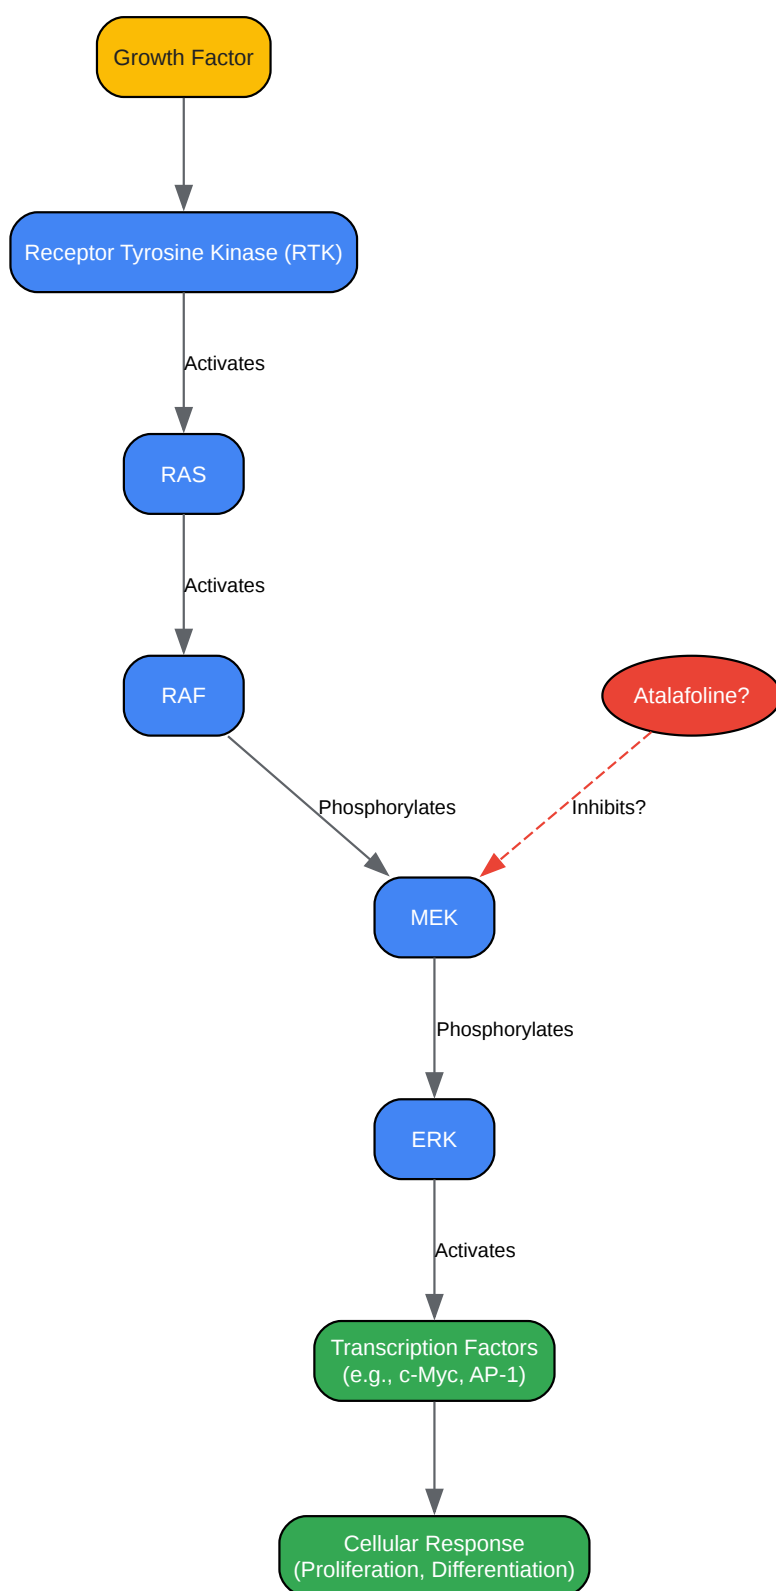 Growth Factor
Receptor Tyrosine Kinase (RTK)
Activates
RAS
Activates
RAF
Atalafoline?
Phosphorylates
Inhibits?
MEK
Phosphorylates
ERK
Activates
Transcription Factors
(e.g., c-Myc, AP-1)
Cellular Response
(Proliferation, Differentiation)